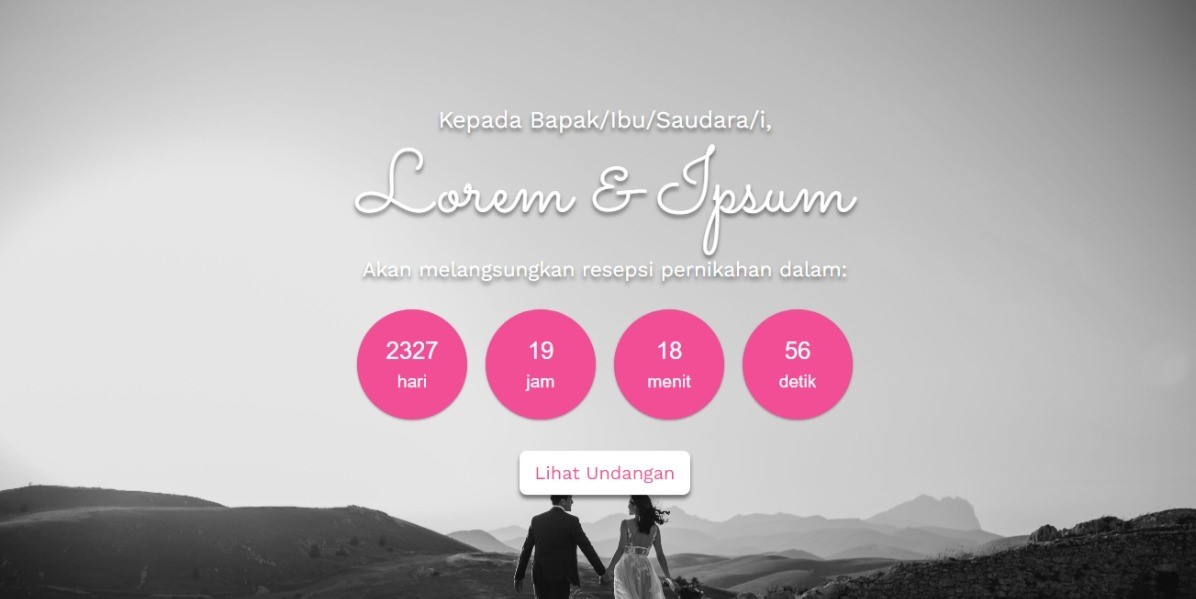 Kepada Bapak/Ibu/Saudara/i,
Lorem & Ipsum
Akan melangsungkan resepsi pernikahan dalam:
2327 19 18 56
hari jam menit detik
Lihat Undangan